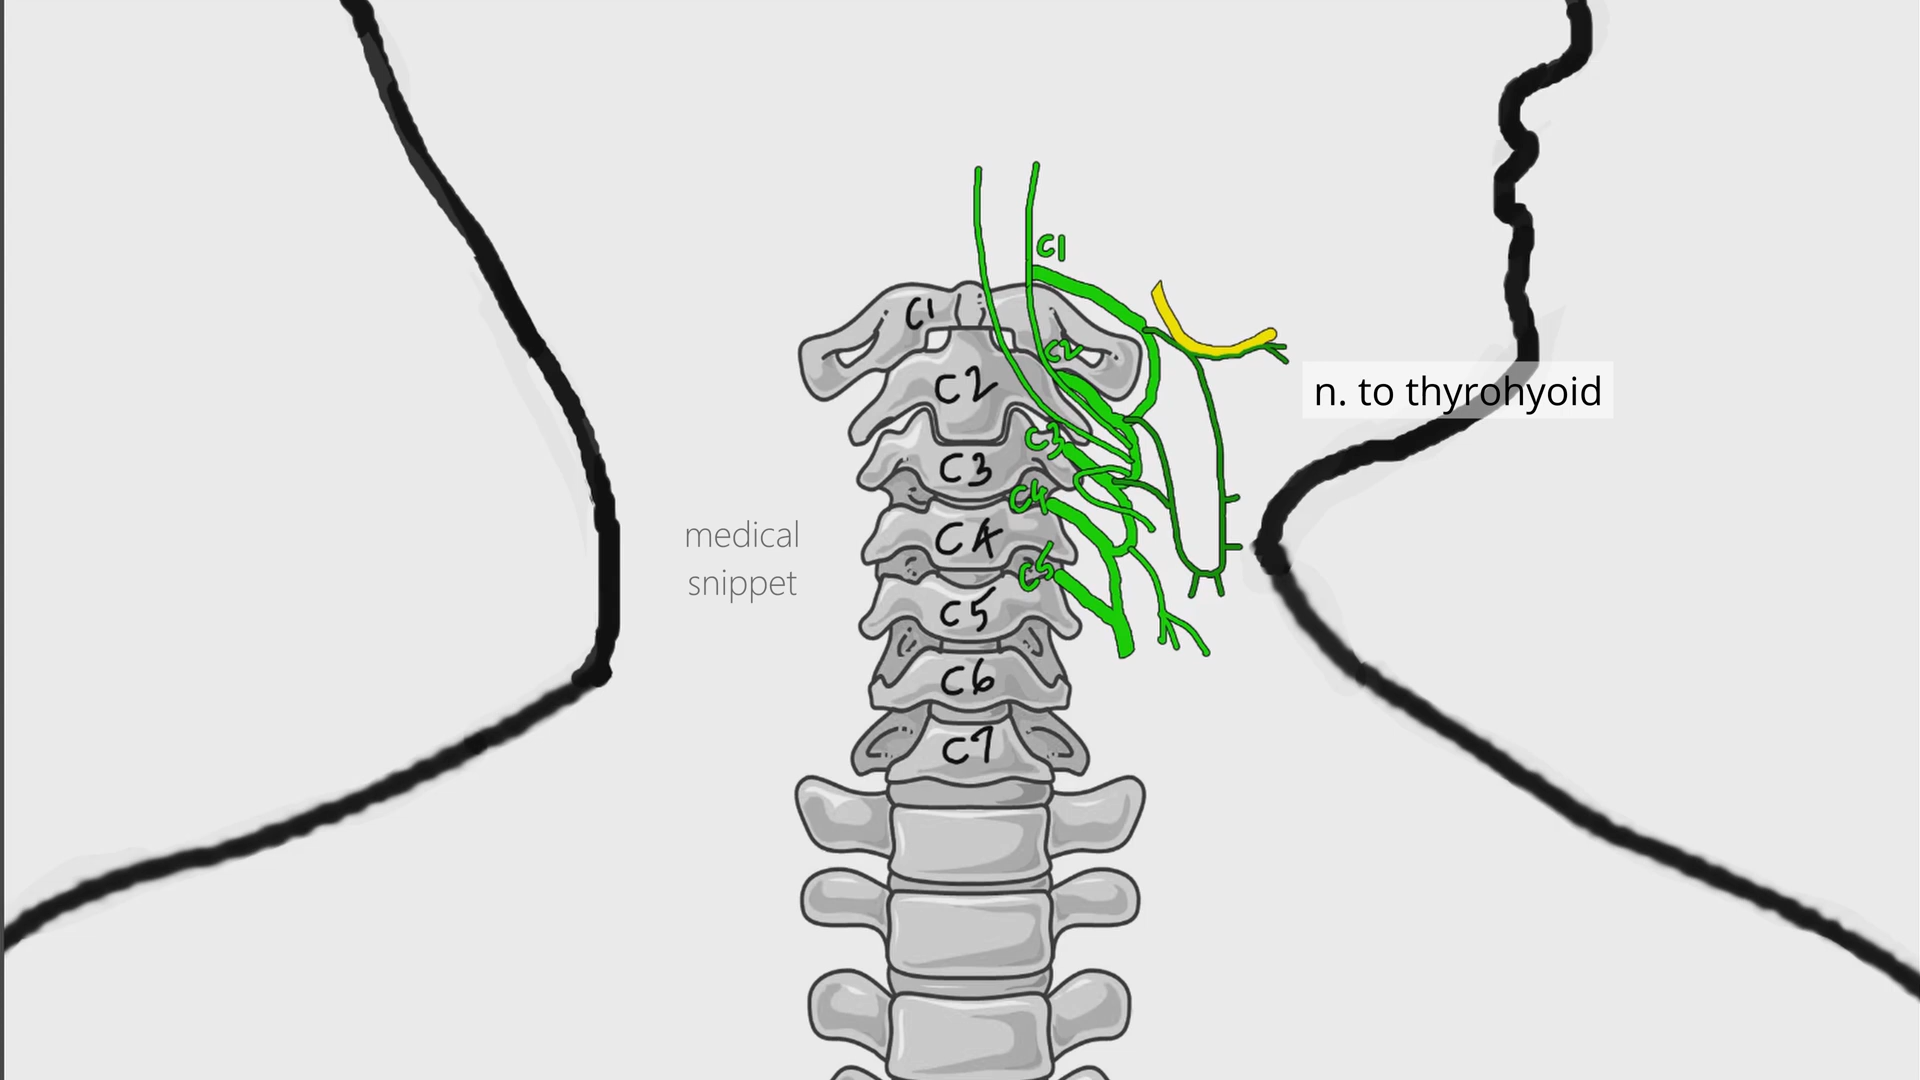 C1
C1
C2
C2
n. to thyrohyoid
C3
C3
C4
medical
snippet
C4
C5
C5
C6
C7